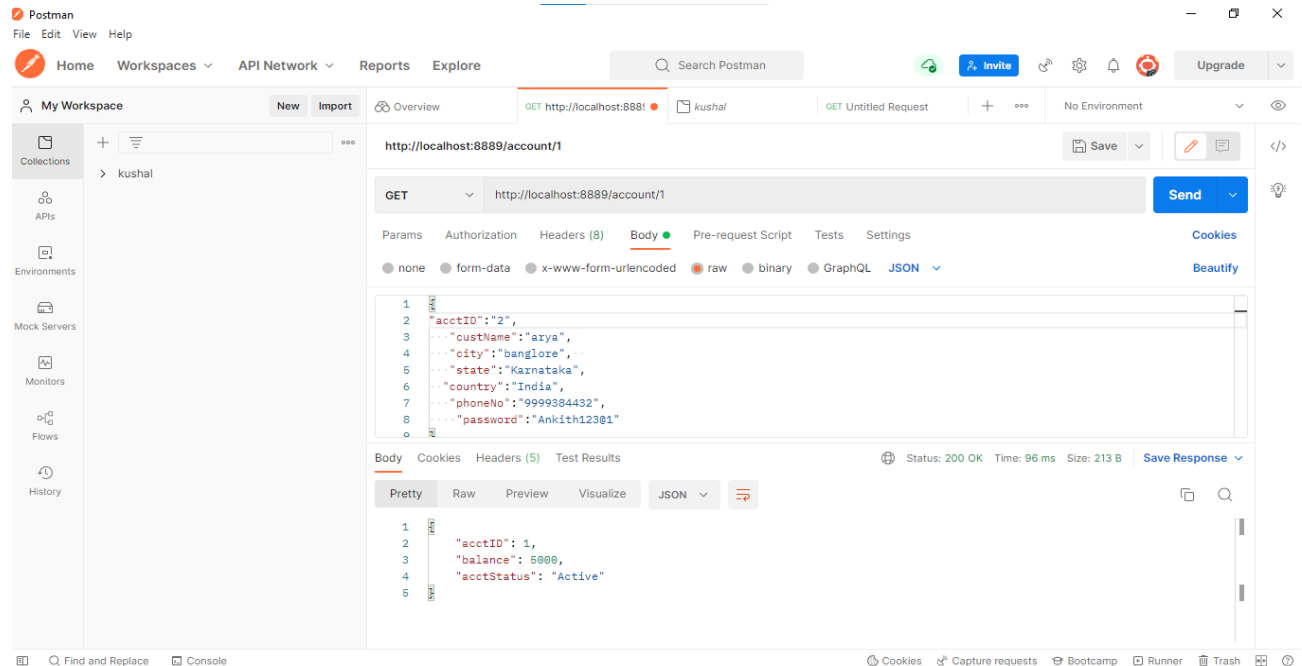 Postman
File Edit View Help
Home Workspaces API Network Reports Explore Search Postman Invite Upgrade
My Workspace New Import Overview GET http://localhost:888 kushal GET Untitled Request No Environment
Collections
kushal
APIs
Environments
Mock Servers
Monitors
Flows
History
http://localhost:8889/account/1 Save
GET http://localhost:8889/account/1 Send
Params Authorization Headers (8) Body Pre-request Script Tests Settings Cookies
none form-data x-www-form-urlencoded raw binary GraphQL JSON Beautify
1 {
2 "acctID":"2",
3 "custName":"arya",
4 "city":"banglore",
5 "state":"Karnataka",
6 "country":"India",
7 "phoneNo":"9999384432",
8 "password":"Ankith123@1"
9 }
Body Cookies Headers (5) Test Results Status: 200 OK Time: 96 ms Size: 213 B Save Response
Pretty Raw Preview Visualize JSON
1 {
2 "acctID": 1,
3 "balance": 5000,
4 "acctStatus": "Active"
5 }
Find and Replace Console Cookies Capture requests Bootcamp Runner Trash